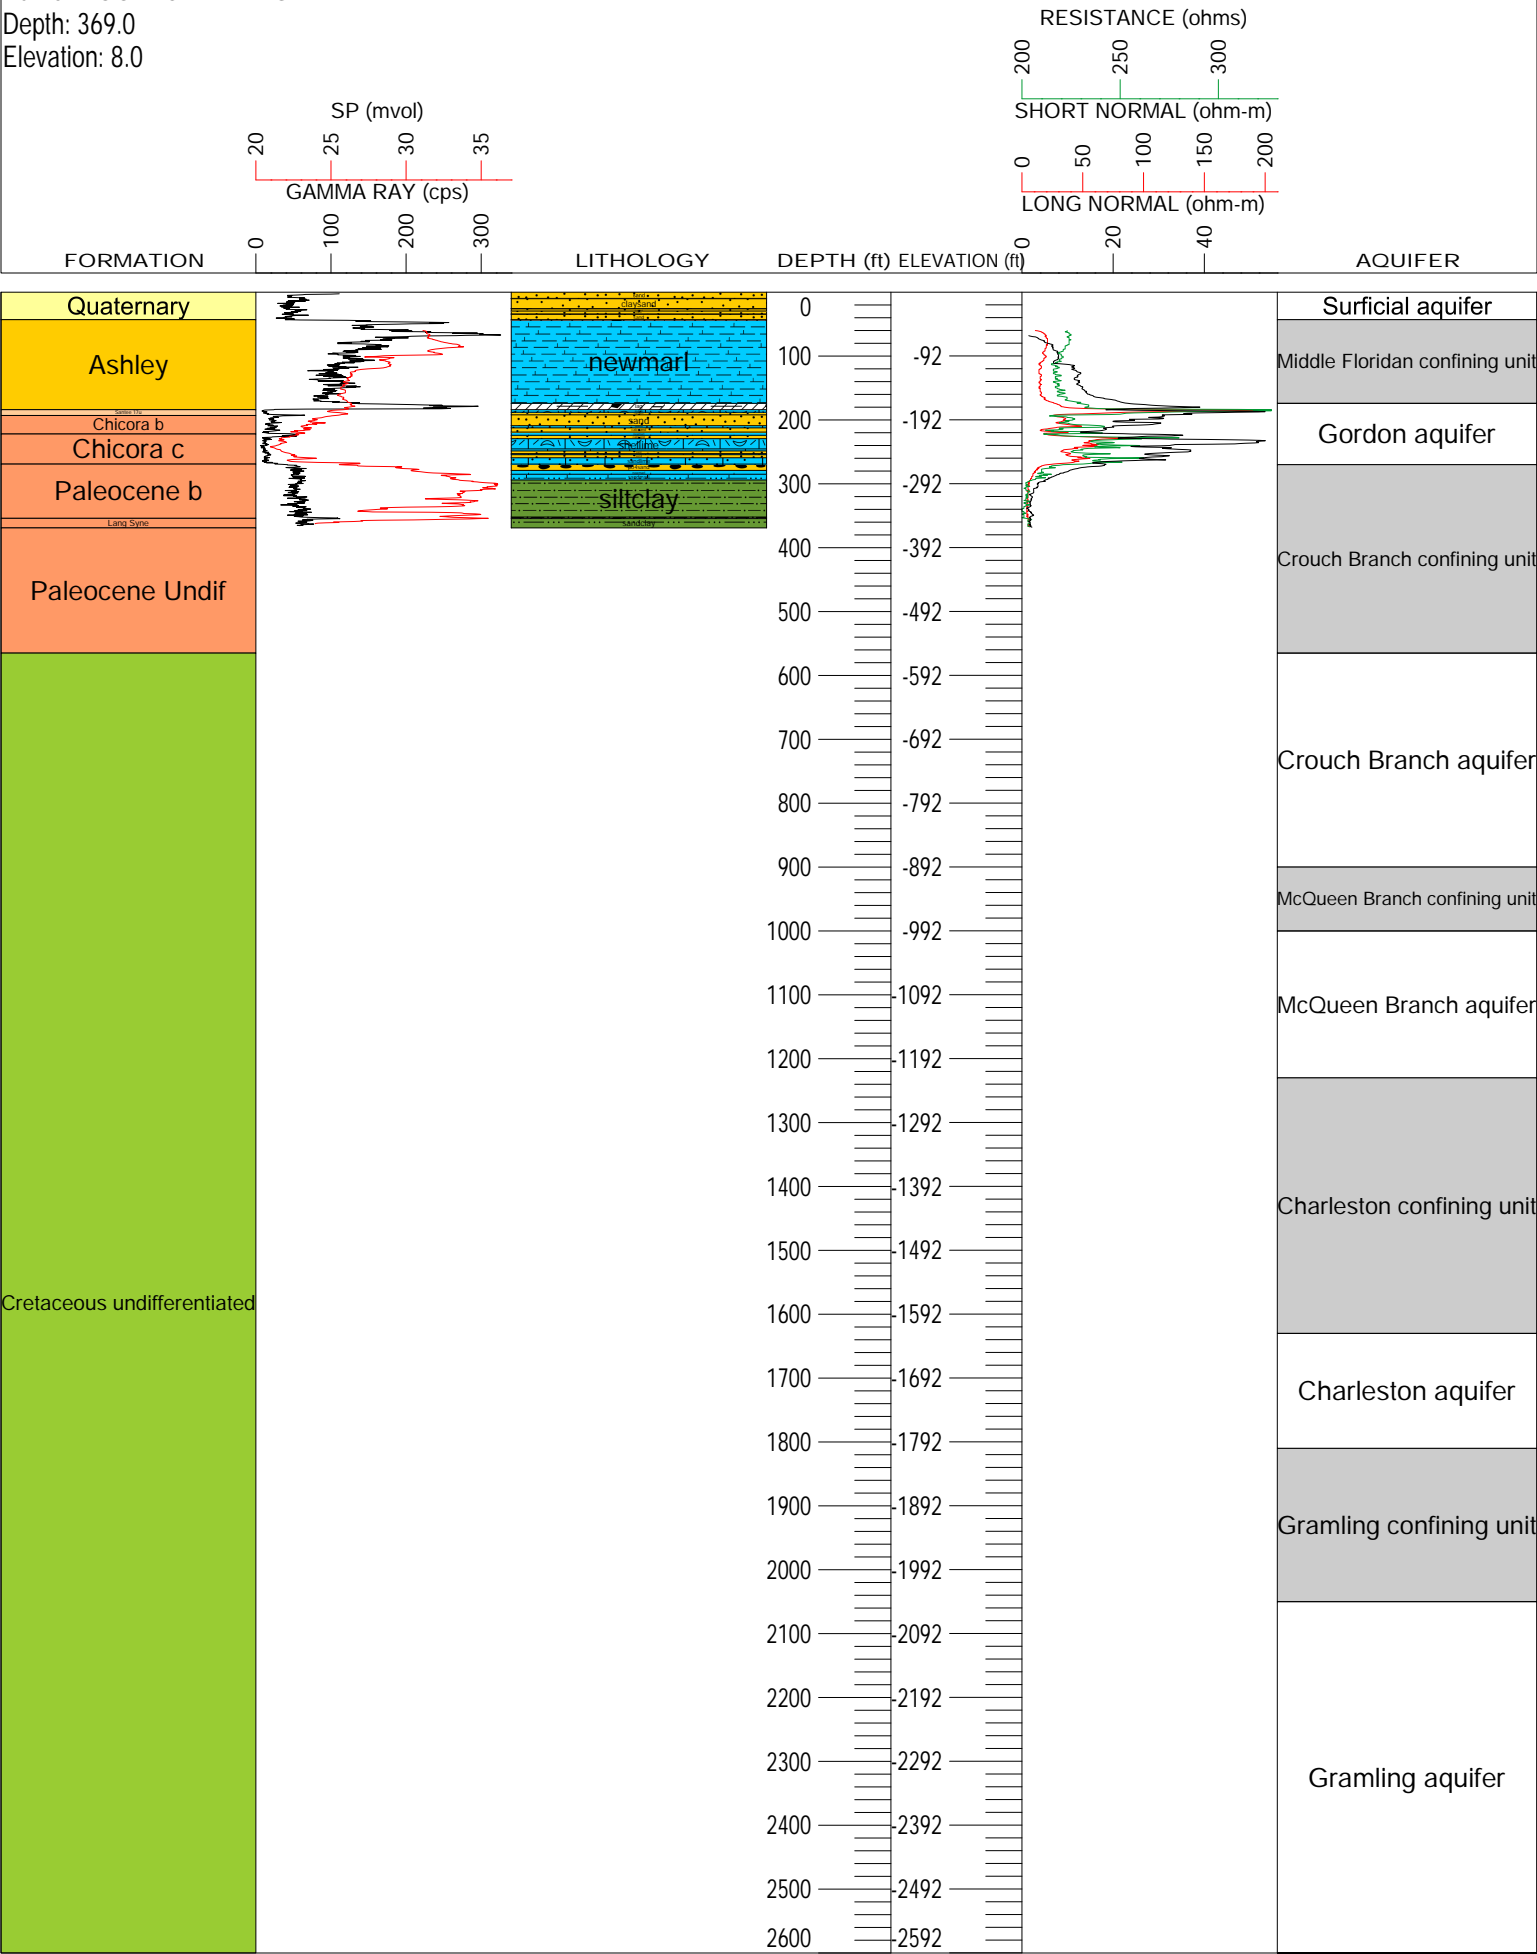 Depth: 369.0
Elevation: 8.0
RESISTANCE (ohms)
200 250 300
SHORT NORMAL (ohm-m)
0 50 100 150 200
LONG NORMAL (ohm-m)
0 20 40
SP (mvol)
20 25 30 35
GAMMA RAY (cps)
0 100 200 300
FORMATION LITHOLOGY DEPTH (ft) ELEVATION (ft) AQUIFER
Quaternary
Ashley
Chicora b
Chicora c
Paleocene b
Lang Syne
Paleocene Undif
Cretaceous undifferentiated
claysand
newmarl
sand
siltclay
sandclay
0
100 -92
200 -192
300 -292
400 -392
500 -492
600 -592
700 -692
800 -792
900 -892
1000 -992
1100 -1092
1200 -1192
1300 -1292
1400 -1392
1500 -1492
1600 -1592
1700 -1692
1800 -1792
1900 -1892
2000 -1992
2100 -2092
2200 -2192
2300 -2292
2400 -2392
2500 -2492
2600 -2592
Surficial aquifer
Middle Floridan confining unit
Gordon aquifer
Crouch Branch confining unit
Crouch Branch aquifer
McQueen Branch confining unit
McQueen Branch aquifer
Charleston confining unit
Charleston aquifer
Gramling confining unit
Gramling aquifer